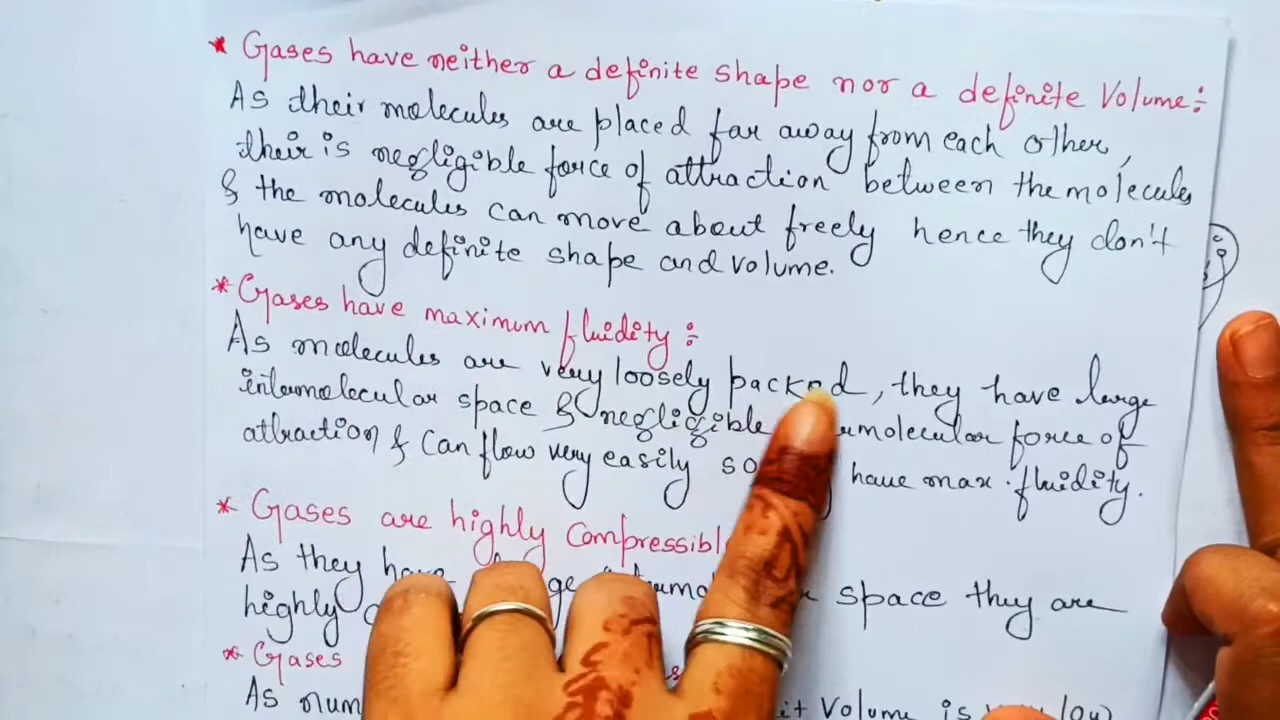 * Gases have neither a definite shape nor a definite Volume:
As their molecules are placed far away from each other,
their is negligible force of attraction between the molecules
& the molecules can move about freely hence they don't
have any definite shape and volume.
* Gases have maximum fluidity:
As molecules are very loosely packed, they have large
intermolecular space & negligible molecular force of
attraction & Can flow very easily so have max. fluidity.
* Gases are highly Compressibl
As they have space they are
highly
* Gases
As num Volume is very low